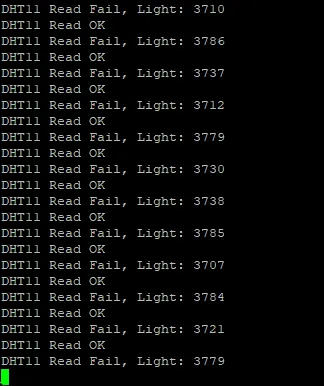 DHT11 Read Fail, Light: 3710
DHT11 Read OK
DHT11 Read Fail, Light: 3786
DHT11 Read OK
DHT11 Read Fail, Light: 3737
DHT11 Read OK
DHT11 Read Fail, Light: 3712
DHT11 Read OK
DHT11 Read Fail, Light: 3779
DHT11 Read OK
DHT11 Read Fail, Light: 3730
DHT11 Read OK
DHT11 Read Fail, Light: 3738
DHT11 Read OK
DHT11 Read Fail, Light: 3785
DHT11 Read OK
DHT11 Read Fail, Light: 3707
DHT11 Read OK
DHT11 Read Fail, Light: 3784
DHT11 Read OK
DHT11 Read Fail, Light: 3721
DHT11 Read OK
DHT11 Read Fail, Light: 3779